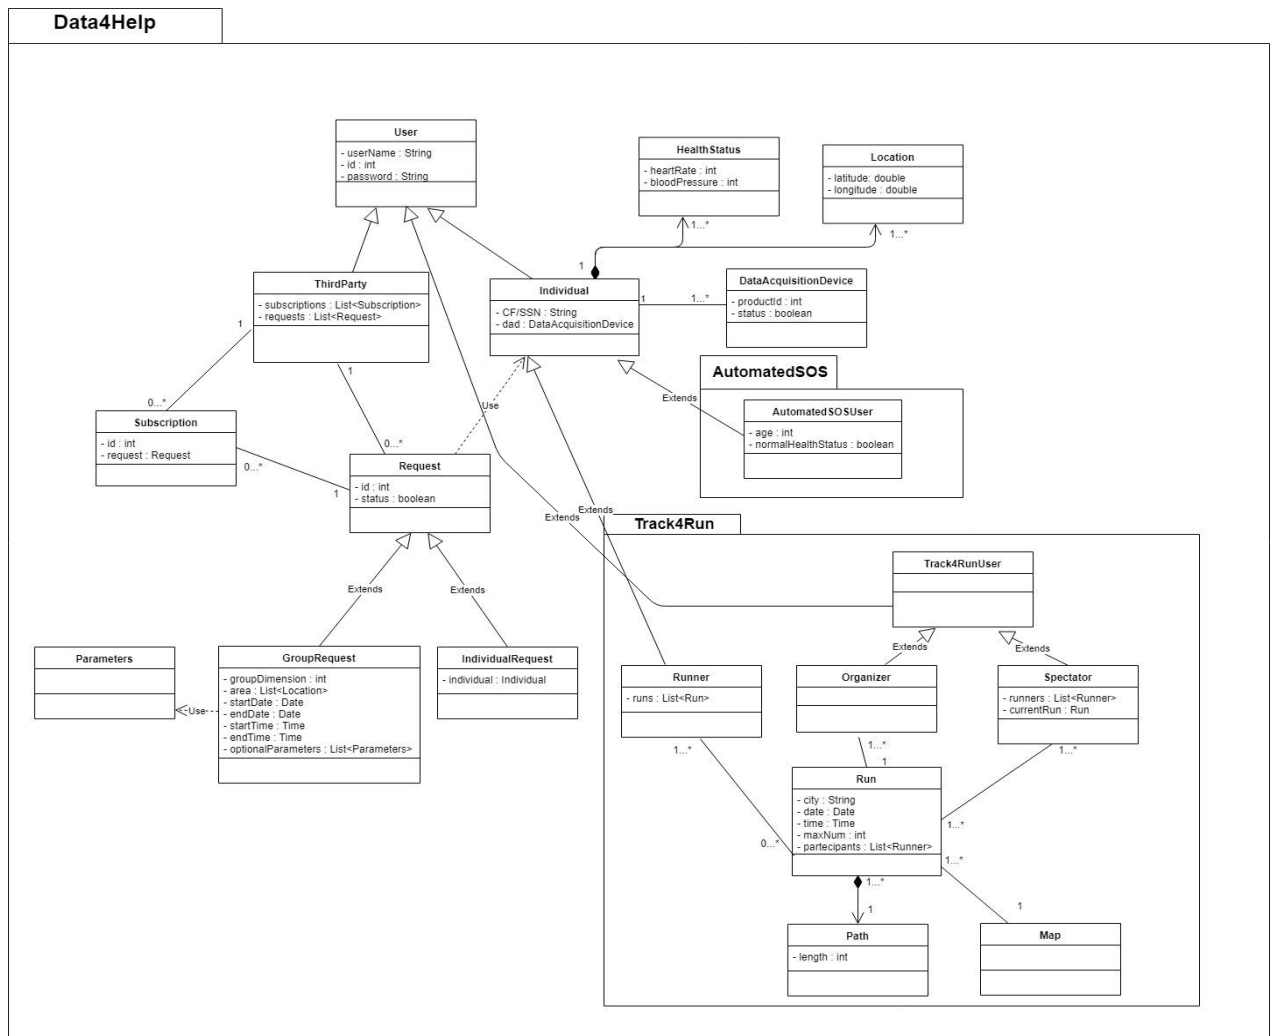 Data4Help
User
- userName : String
- id : int
- password : String
HealthStatus
- heartRate : int
- bloodPressure : int
Location
- latitude: double
- longitude : double
1...*
1...*
1
ThirdParty
- subscriptions : List<Subscription>
- requests : List<Request>
Individual
- CF/SSN : String
- dad : DataAcquisitionDevice
1
1...*
DataAcquisitionDevice
- productId : int
- status : boolean
1
1
AutomatedSOS
Extends
AutomatedSOSUser
- age : int
- normalHealthStatus : boolean
Use
0...*
Subscription
- id : int
- request : Request
0...*
0...*
1
Request
- id : int
- status : boolean
Extends
Extends
Track4Run
Track4RunUser
Extends
Extends
Extends
Extends
Parameters
Use
GroupRequest
- groupDimension : int
- area : List<Location>
- startDate : Date
- endDate : Date
- startTime : Time
- endTime : Time
- optionalParameters : List<Parameters>
IndividualRequest
- individual : Individual
Runner
- runs : List<Run>
Organizer
Spectator
- runners : List<Runner>
- currentRun : Run
1...*
1...*
1
1...*
Run
- city : String
- date : Date
- time : Time
- maxNum : int
- partecipants : List<Runner>
0...*
1...*
1...*
1...*
1
1
Path
- length : int
Map